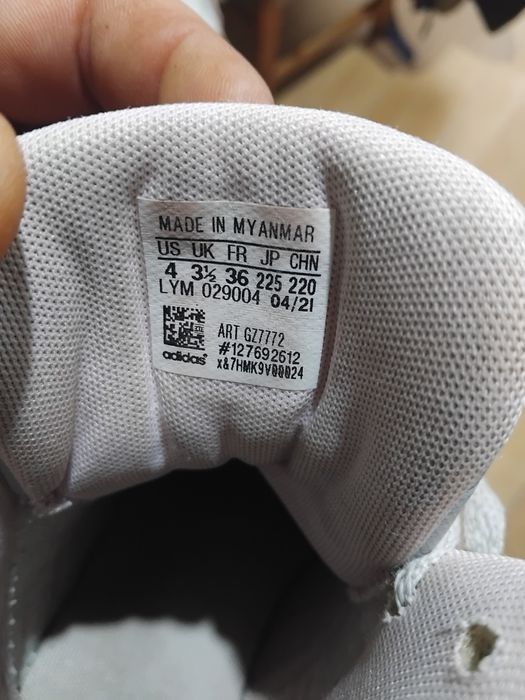 MADE IN MYANMAR
US UK FR JP CHN
4 3½ 36 225 220
LYM 029004 04/21
ART GZ7772
#127692612
adidas® x&7HMK9V00024